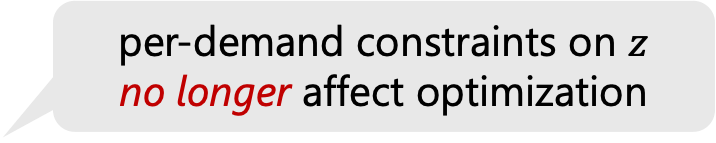 per-demand constraints on z
no longer affect optimization